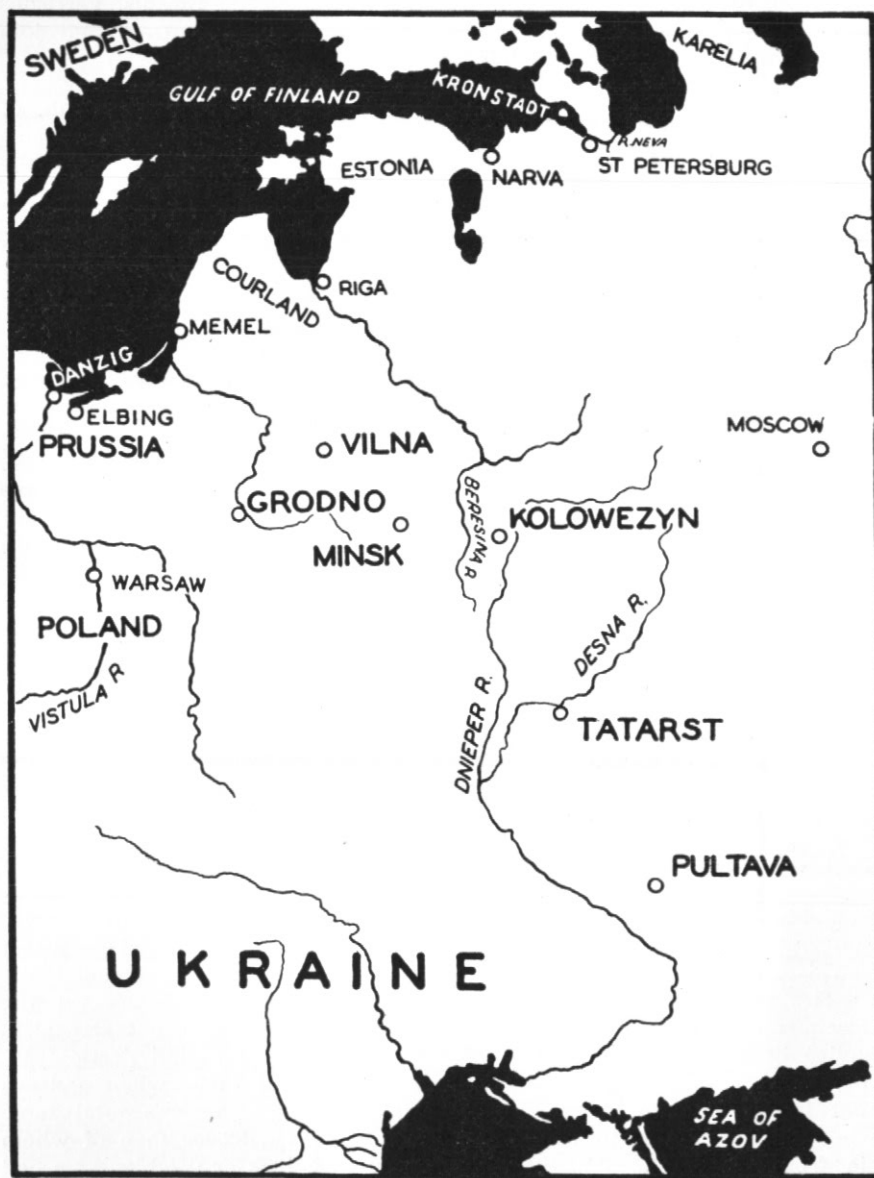 SWEDEN
KARELIA
GULF OF FINLAND
KRONSTADT
R. NEVA
ESTONIA
NARVA
ST PETERSBURG
COURLAND
RIGA
MEMEL
DANZIG
ELBING
PRUSSIA
VILNA
MOSCOW
GRODNO
BERESINA R
KOLOWEZYN
MINSK
WARSAW
POLAND
DESNA R.
VISTULA R
DNIEPER R.
TATARST
PULTAVA
UKRAINE
SEA OF
AZOV